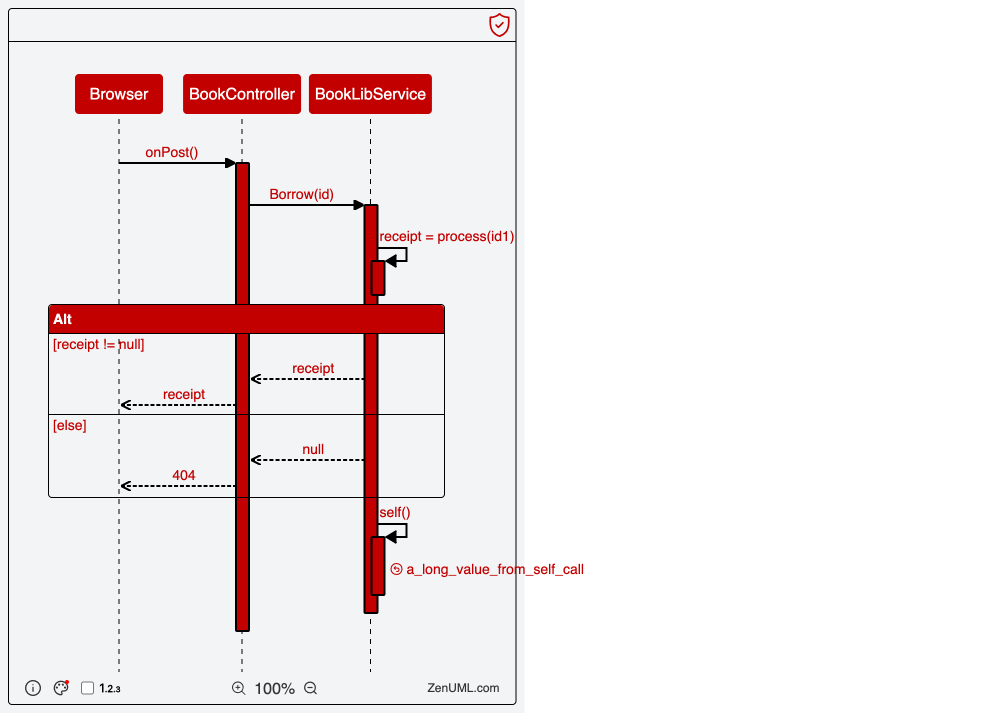 Browser BookController BookLibService
onPost()
Borrow(id)
receipt = process(id1)
Alt
[receipt != null]
receipt
receipt
[else]
null
404
self()
a_long_value_from_self_call
1.2.3 100% ZenUML.com